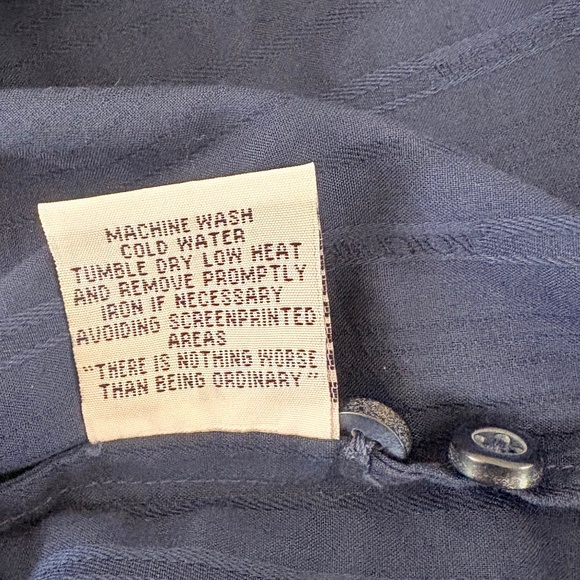 MACHINE WASH
COLD WATER
TUMBLE DRY LOW HEAT
AND REMOVE PROMPTLY
IRON IF NECESSARY
AVOIDING SCREENPRINTED
AREAS
"THERE IS NOTHING WORSE
THAN BEING ORDINARY"